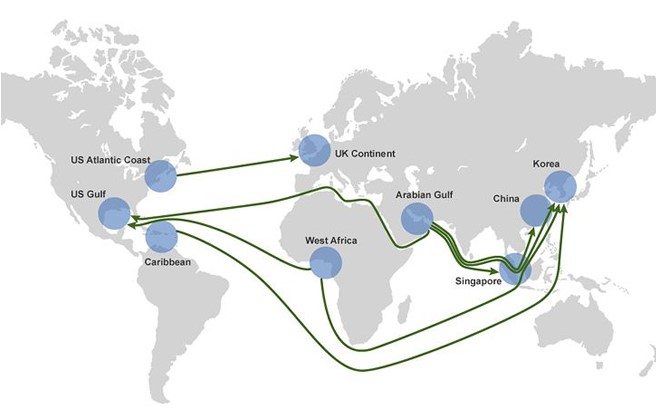 UK Continent
US Atlantic Coast
Korea
US Gulf
Arabian Gulf
China
West Africa
Caribbean
Singapore